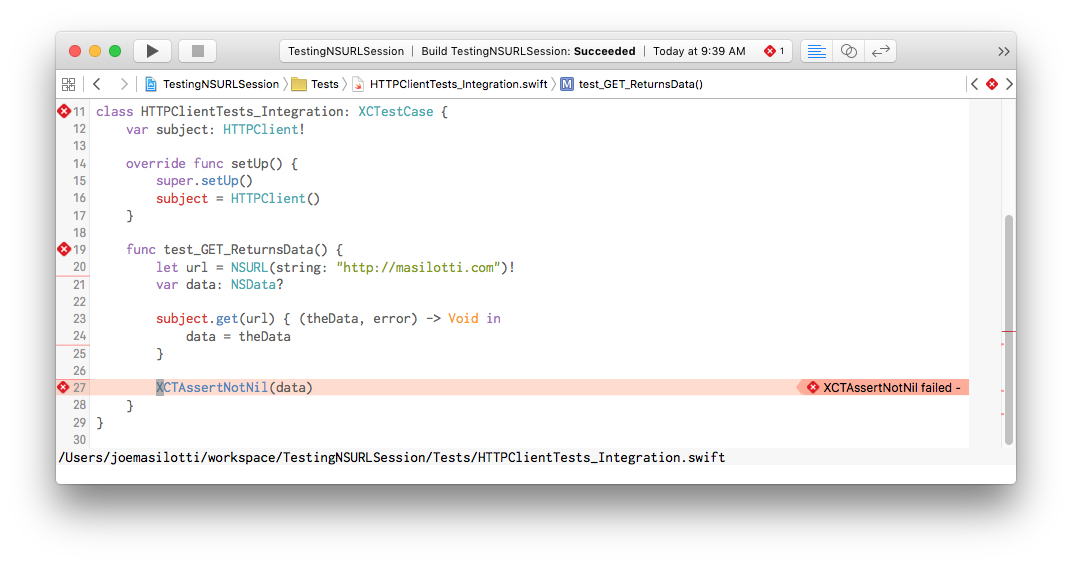 TestingNSURLSession | Build TestingNSURLSession: Succeeded | Today at 9:39 AM 1
TestingNSURLSession Tests HTTPClientTests_Integration.swift M test_GET_ReturnsData()
11 class HTTPClientTests_Integration: XCTestCase {
12     var subject: HTTPClient!
13
14     override func setUp() {
15         super.setUp()
16         subject = HTTPClient()
17     }
18
19     func test_GET_ReturnsData() {
20         let url = NSURL(string: "http://masilotti.com")!
21         var data: NSData?
22
23         subject.get(url) { (theData, error) -> Void in
24             data = theData
25         }
26
27         XCTAssertNotNil(data) XCTAssertNotNil failed -
28     }
29 }
30
/Users/joemasilotti/workspace/TestingNSURLSession/Tests/HTTPClientTests_Integration.swift